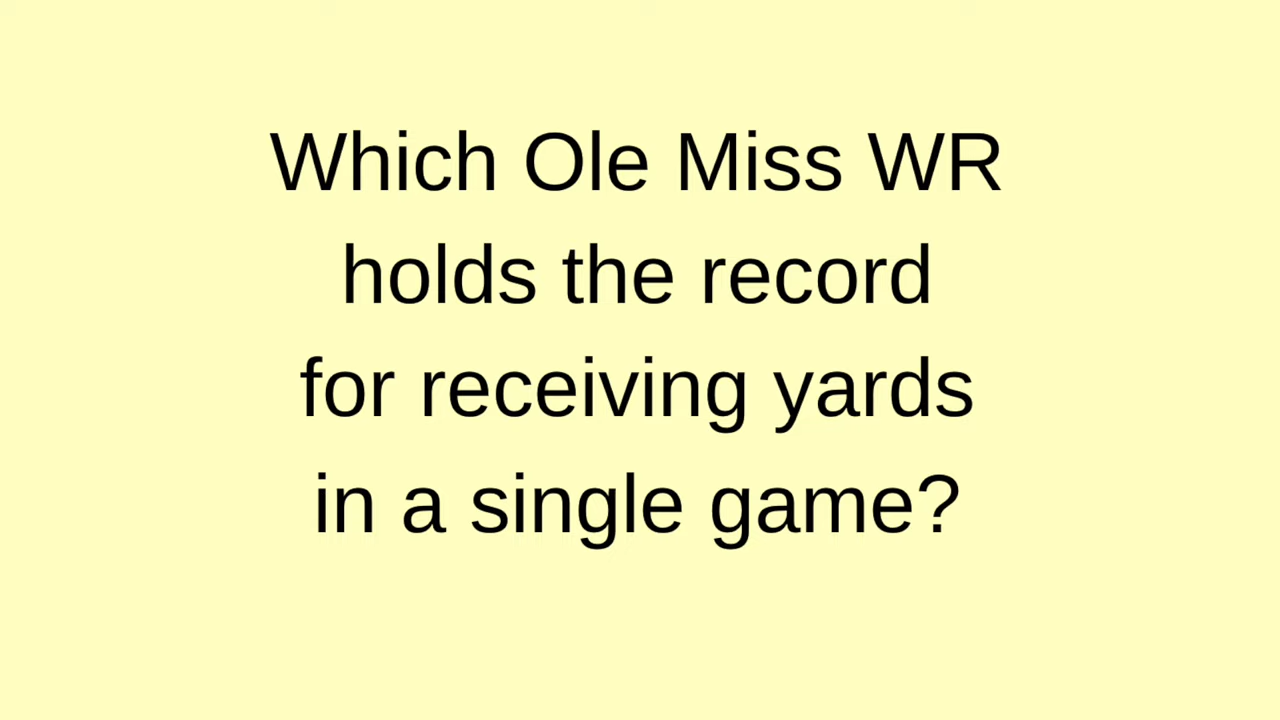 Which Ole Miss WR
holds the record
for receiving yards
in a single game?